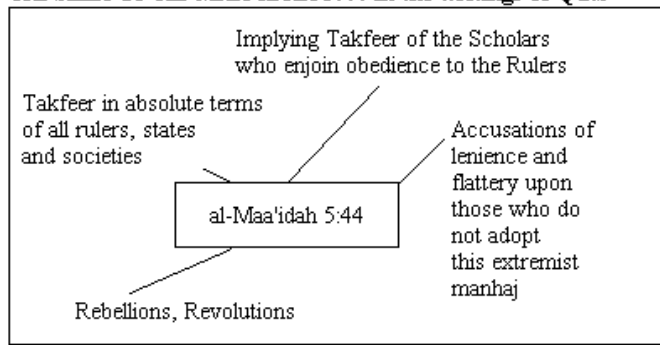 Implying Takfeer of the Scholars
who enjoin obedience to the Rulers
Takfeer in absolute terms
of all rulers, states
and societies
Accusations of
lenience and
flattery upon
those who do
not adopt
this extremist
manhaj
al-Maa'idah 5:44
Rebellions, Revolutions